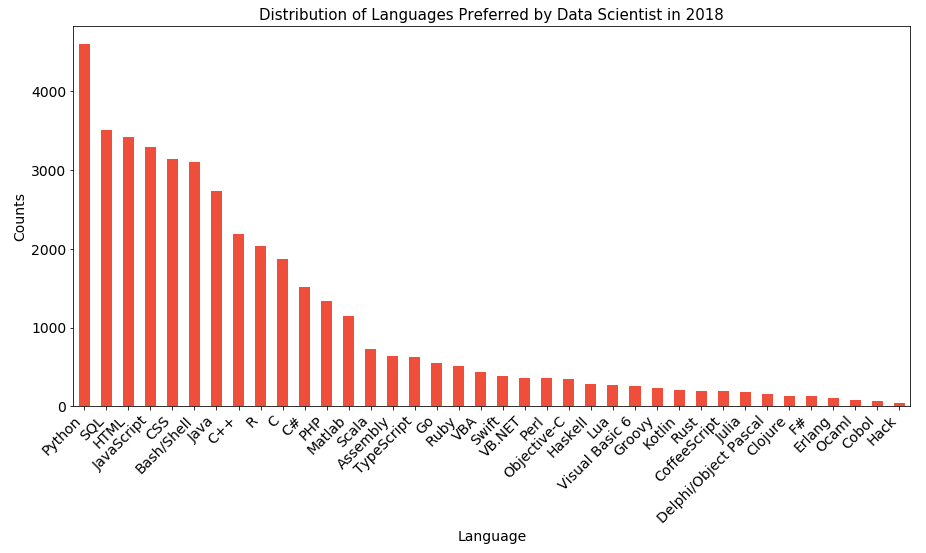 Distribution of Languages Preferred by Data Scientist in 2018
Counts
4000
3000
2000
1000
0
Python
SQL
HTML
JavaScript
CSS
Bash/Shell
Java
C++
R
C
C#
PHP
Matlab
Scala
Assembly
TypeScript
Go
Ruby
VBA
Swift
VB.NET
Perl
Objective-C
Haskell
Lua
Visual Basic 6
Groovy
Kotlin
Rust
CoffeeScript
Julia
Delphi/Object Pascal
Clojure
F#
Erlang
Ocaml
Cobol
Hack
Language